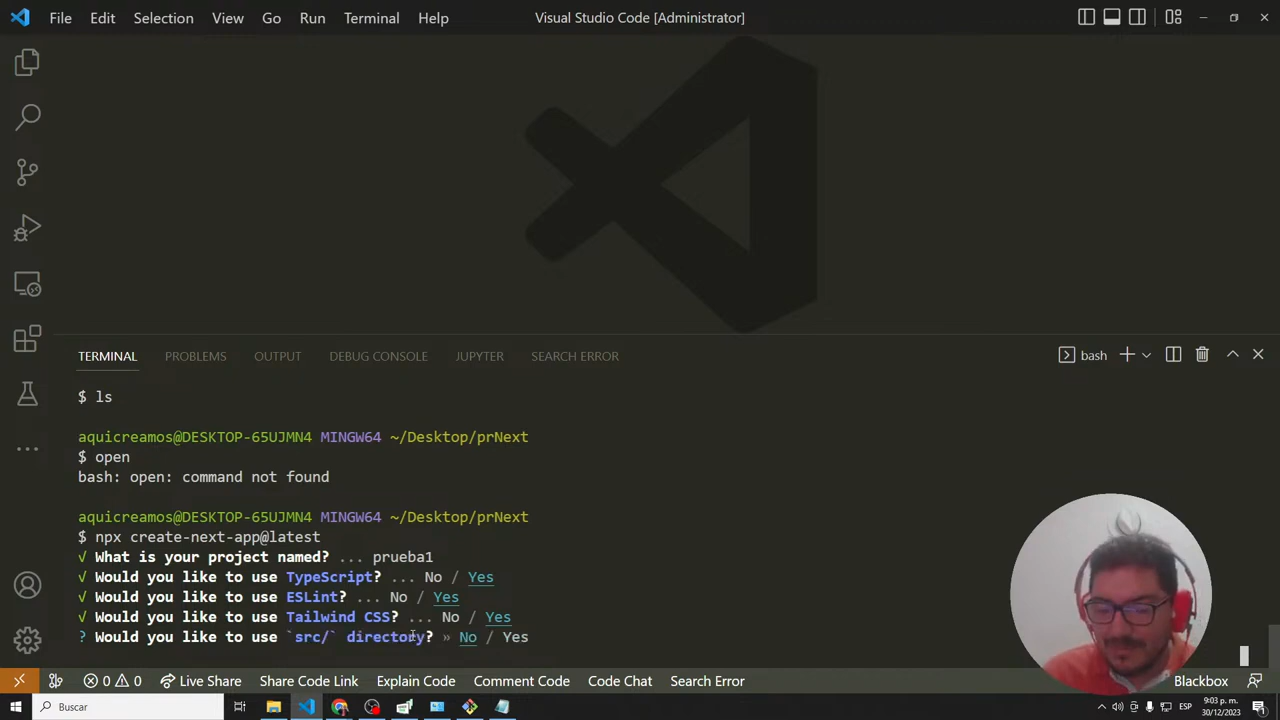 File Edit Selection View Go Run Terminal Help Visual Studio Code [Administrator]
TERMINAL PROBLEMS OUTPUT DEBUG CONSOLE JUPYTER SEARCH ERROR bash
$ ls
aquicreamos@DESKTOP-65UJMN4 MINGW64 ~/Desktop/prNext
$ open
bash: open: command not found
aquicreamos@DESKTOP-65UJMN4 MINGW64 ~/Desktop/prNext
$ npx create-next-app@latest
√ What is your project named? ... prueba1
√ Would you like to use TypeScript? ... No / Yes
√ Would you like to use ESLint? ... No / Yes
√ Would you like to use Tailwind CSS? ... No / Yes
? Would you like to use `src/` directory? » No / Yes
0 0 Live Share Share Code Link Explain Code Comment Code Code Chat Search Error Blackbox
Buscar ESP 9:03 p. m. 30/12/2023 1